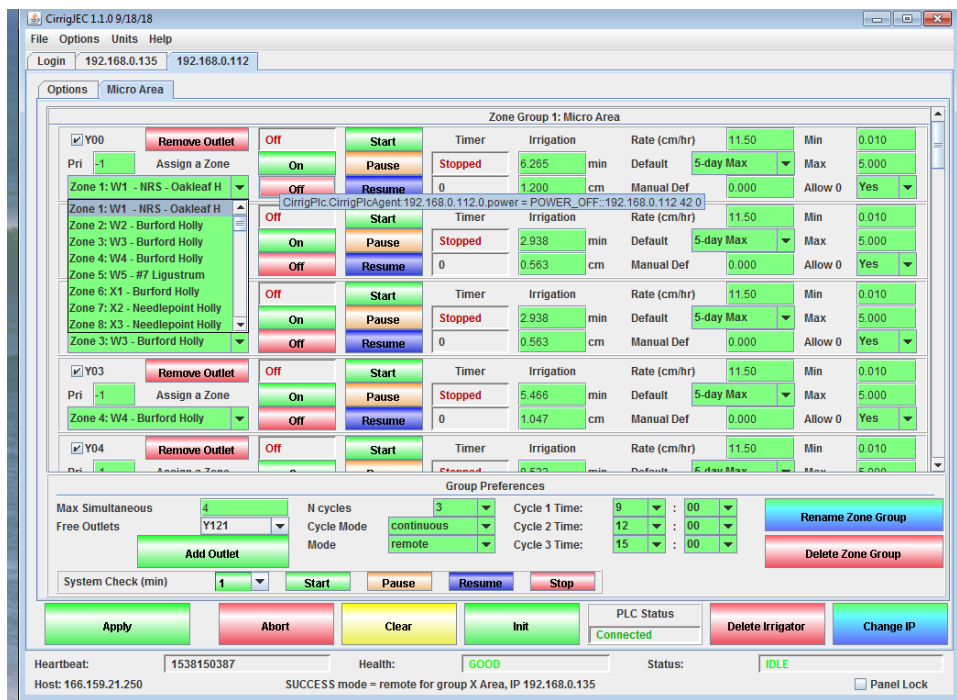 CirrigJEC 1.1.0 9/18/18
File Options Units Help
Login 192.168.0.135 192.168.0.112
Options Micro Area
Zone Group 1: Micro Area
Y00 Remove Outlet Off Start Timer Irrigation Rate (cm/hr) 11.50 Min 0.010
Pri -1 Assign a Zone On Pause Stopped 6.265 min Default 5-day Max Max 5.000
Zone 1: W1 - NRS - Oakleaf H Off Resume 0 1.200 cm Manual Def 0.000 Allow 0 Yes
CirrigPlc.CirrigPlcAgent:192.168.0.112.0.power = POWER_OFF::192.168.0.112 42 0
Zone 1: W1 - NRS - Oakleaf H
Zone 2: W2 - Burford Holly
Zone 3: W3 - Burford Holly
Zone 4: W4 - Burford Holly
Zone 5: W5 - #7 Ligustrum
Zone 6: X1 - Burford Holly
Zone 7: X2 - Needlepoint Holly
Zone 8: X3 - Needlepoint Holly
Off Start Timer Irrigation Rate (cm/hr) 11.50 Min 0.010
On Pause Stopped 2.938 min Default 5-day Max Max 5.000
Off Resume 0 0.563 cm Manual Def 0.000 Allow 0 Yes
Off Start Timer Irrigation Rate (cm/hr) 11.50 Min 0.010
On Pause Stopped 2.938 min Default 5-day Max Max 5.000
Zone 3: W3 - Burford Holly Off Resume 0 0.563 cm Manual Def 0.000 Allow 0 Yes
Y03 Remove Outlet Off Start Timer Irrigation Rate (cm/hr) 11.50 Min 0.010
Pri -1 Assign a Zone On Pause Stopped 5.466 min Default 5-day Max Max 5.000
Zone 4: W4 - Burford Holly Off Resume 0 1.047 cm Manual Def 0.000 Allow 0 Yes
Y04 Remove Outlet Off Start Timer Irrigation Rate (cm/hr) 11.50 Min 0.010
Group Preferences
Max Simultaneous 4 N cycles 3 Cycle 1 Time: 9 : 00 Rename Zone Group
Free Outlets Y121 Cycle Mode continuous Cycle 2 Time: 12 : 00
Add Outlet Mode remote Cycle 3 Time: 15 : 00 Delete Zone Group
System Check (min) 1 Start Pause Resume Stop
Apply Abort Clear Init PLC Status Connected Delete Irrigator Change IP
Heartbeat: 1538150387 Health: GOOD Status: IDLE
Host: 166.159.21.250 SUCCESS mode = remote for group X Area, IP 192.168.0.135 Panel Lock